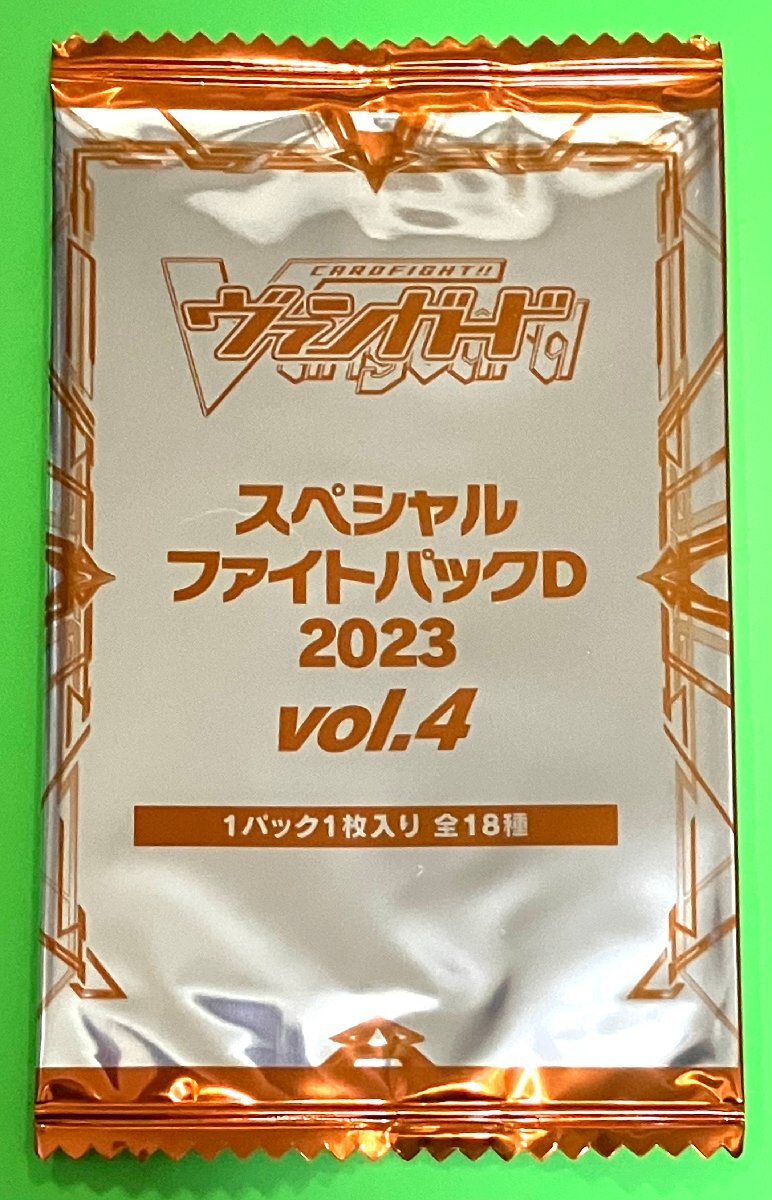 CARDFIGHT!!
ヴァンガード
Vanguard
スペシャル
ファイトパックD
2023
vol.4
1パック1枚入り 全18種